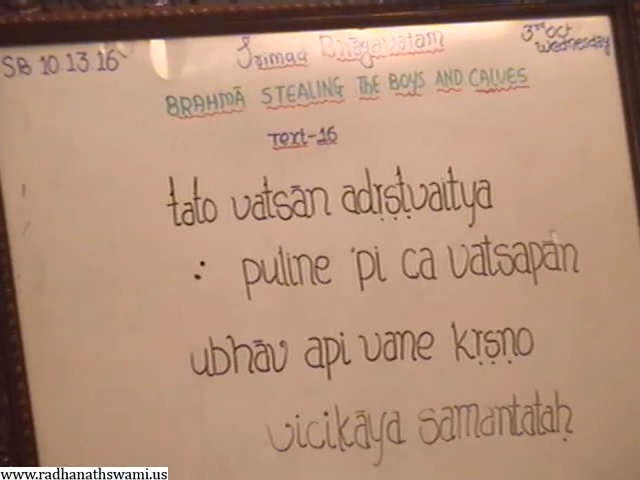 SB 10.13.16
Srimad Bhāgavatam
3rd Oct
Wednesday
BRAHMĀ STEALING THE BOYS AND CALVES
TEXT-16
tato vatsān adṛṣṭvaitya
puline 'pi ca vatsapān
ubhāv api vane kṛṣṇo
vicikāya samantataḥ
www.radhanathswami.us